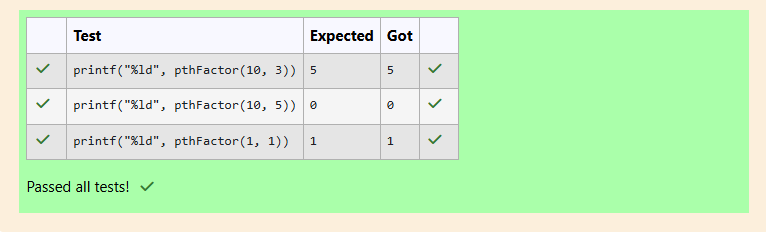 Test Expected Got
printf("%ld", pthFactor(10, 3)) 5 5
printf("%ld", pthFactor(10, 5)) 0 0
printf("%ld", pthFactor(1, 1)) 1 1
Passed all tests!